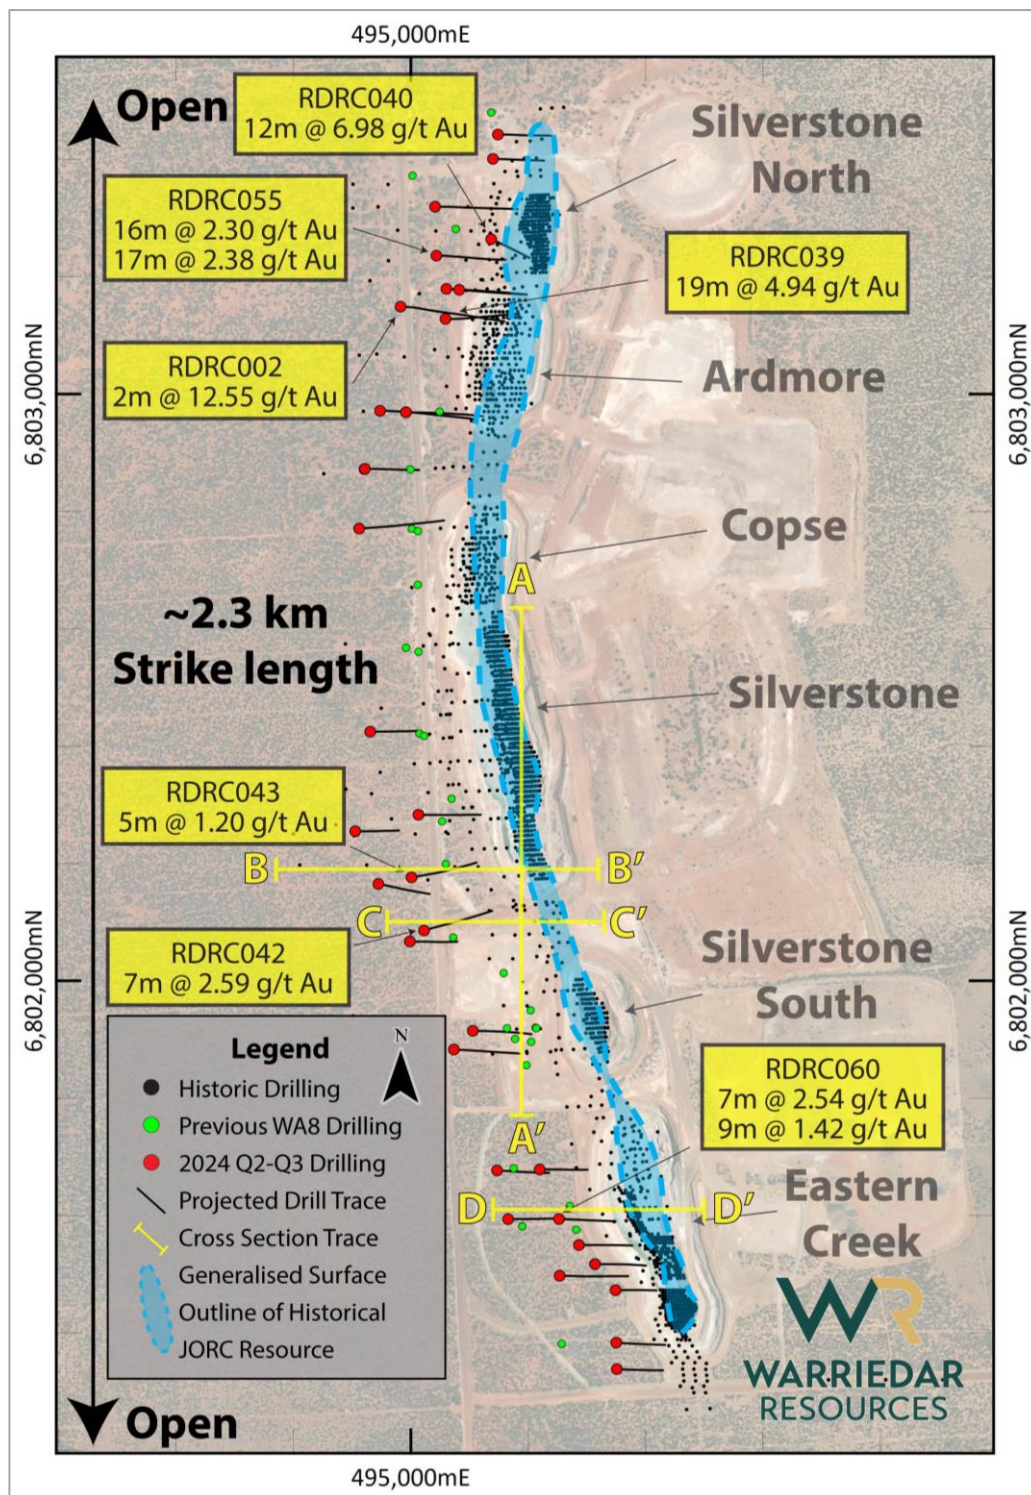 495,000mE
Open
RDRC040
12m @ 6.98 g/t Au
Silverstone
North
RDRC055
16m @ 2.30 g/t Au
17m @ 2.38 g/t Au
RDRC039
19m @ 4.94 g/t Au
RDRC002
2m @ 12.55 g/t Au
Ardmore
6,803,000mN
6,803,000mN
Copse
A
~2.3 km
Strike length
Silverstone
RDRC043
5m @ 1.20 g/t Au
B
B'
C
C'
RDRC042
7m @ 2.59 g/t Au
Silverstone
South
6,802,000mN
6,802,000mN
Legend
N
Historic Drilling
Previous WA8 Drilling
2024 Q2-Q3 Drilling
Projected Drill Trace
Cross Section Trace
Generalised Surface
Outline of Historical
JORC Resource
RDRC060
7m @ 2.54 g/t Au
9m @ 1.42 g/t Au
A'
D
D'
Eastern
Creek
WR
WARRIEDAR
RESOURCES
Open
495,000mE